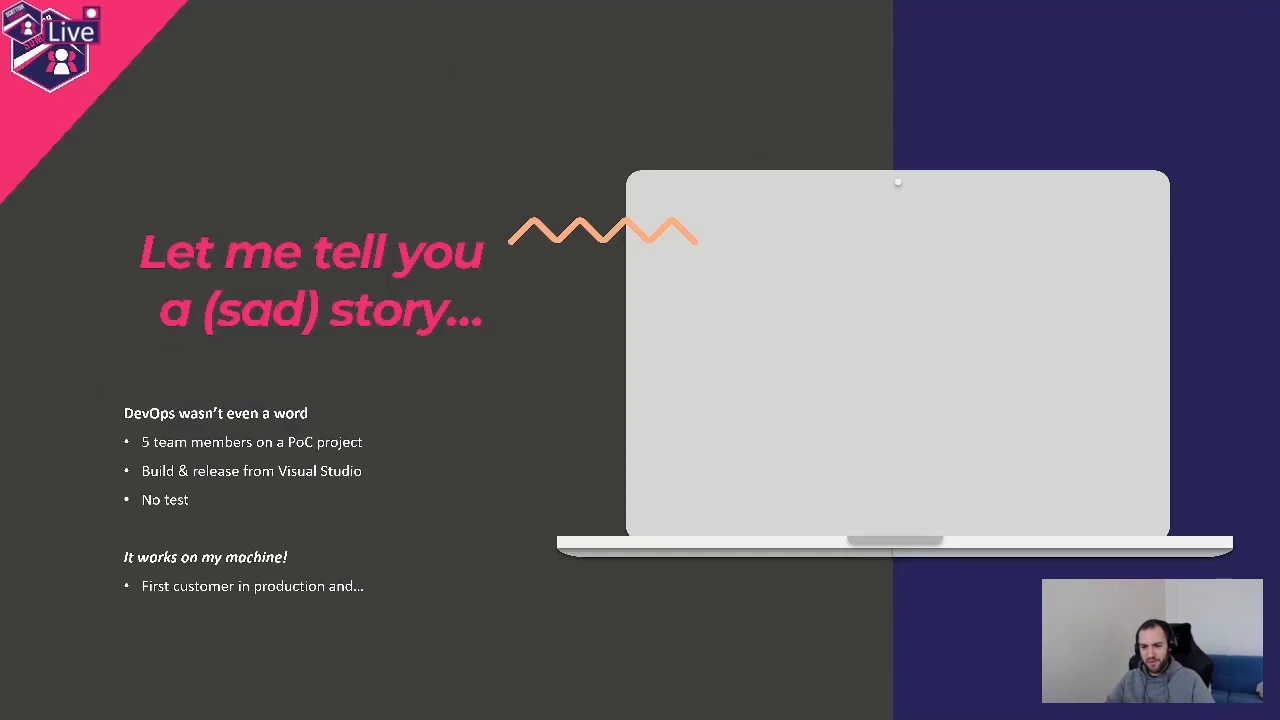 Live
Let me tell you
a (sad) story...
DevOps wasn't even a word
• 5 team members on a PoC project
• Build & release from Visual Studio
• No test
It works on my machine!
• First customer in production and...